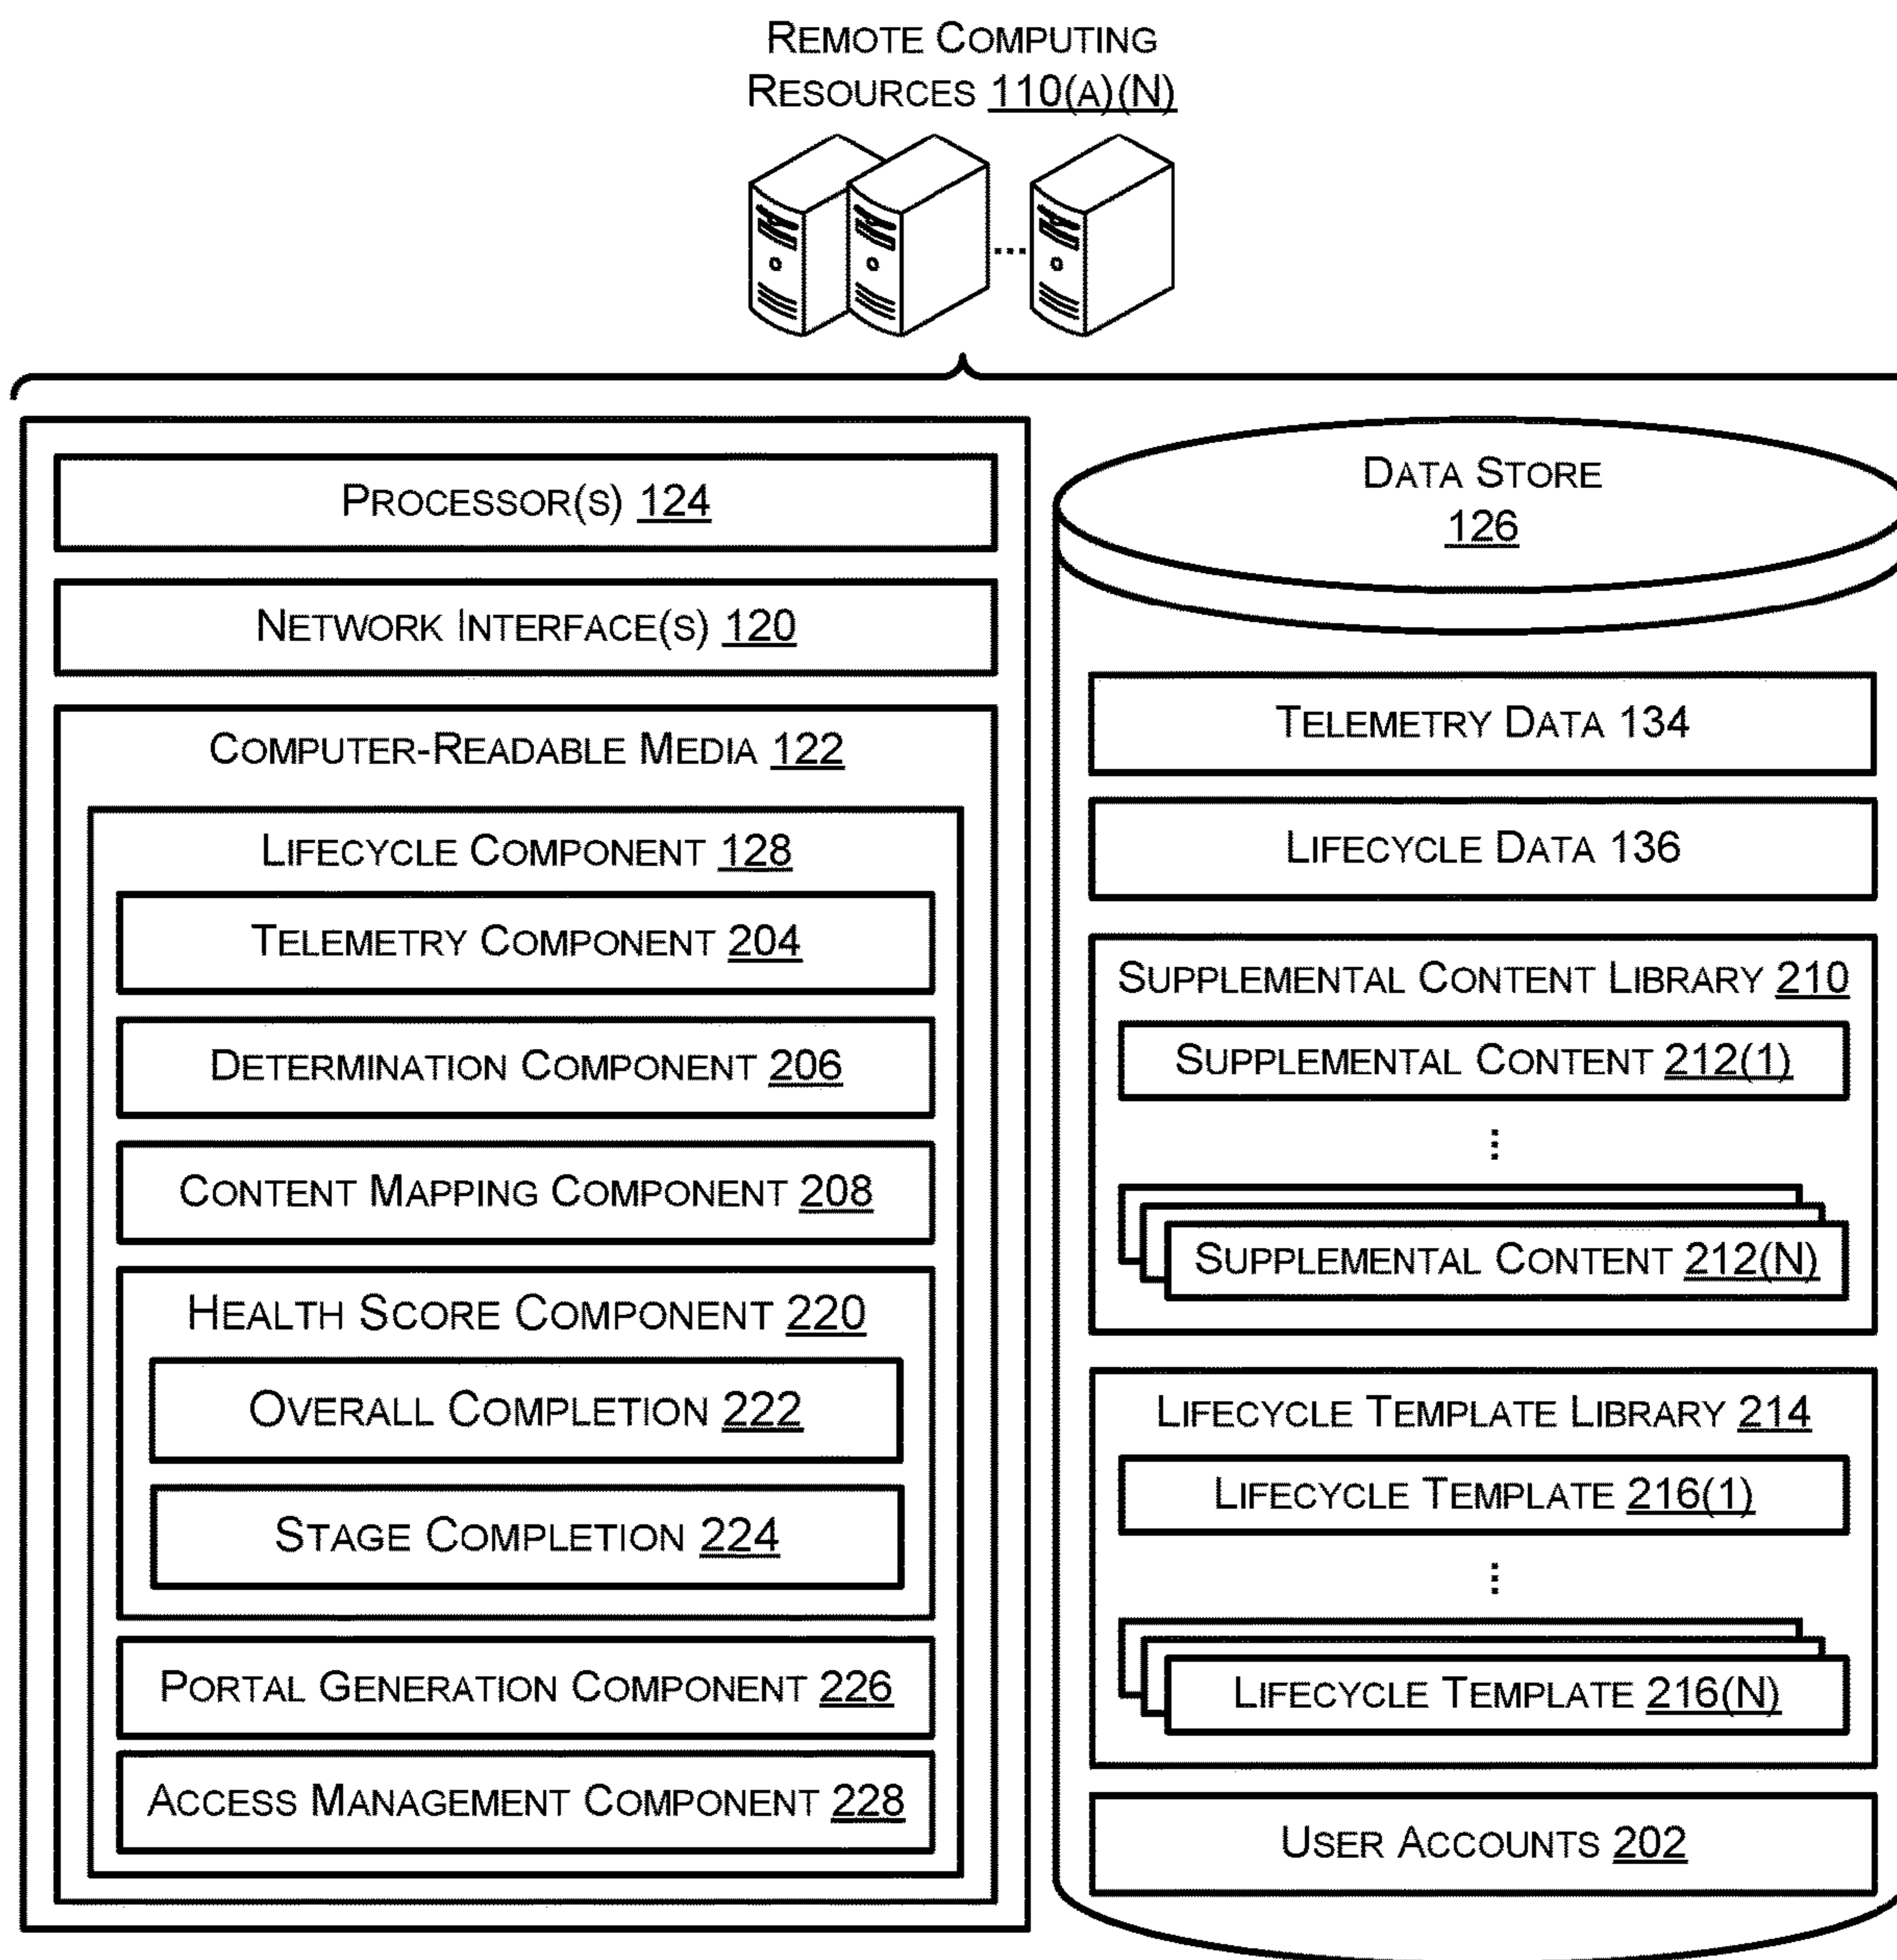 REMOTE COMPUTING
RESOURCES 110(A)(N)
...
PROCESSOR(S) 124
NETWORK INTERFACE(S) 120
COMPUTER-READABLE MEDIA 122
LIFECYCLE COMPONENT 128
TELEMETRY COMPONENT 204
DETERMINATION COMPONENT 206
CONTENT MAPPING COMPONENT 208
HEALTH SCORE COMPONENT 220
OVERALL COMPLETION 222
STAGE COMPLETION 224
PORTAL GENERATION COMPONENT 226
ACCESS MANAGEMENT COMPONENT 228
DATA STORE
126
TELEMETRY DATA 134
LIFECYCLE DATA 136
SUPPLEMENTAL CONTENT LIBRARY 210
SUPPLEMENTAL CONTENT 212(1)
⋮
SUPPLEMENTAL CONTENT 212(N)
LIFECYCLE TEMPLATE LIBRARY 214
LIFECYCLE TEMPLATE 216(1)
⋮
LIFECYCLE TEMPLATE 216(N)
USER ACCOUNTS 202